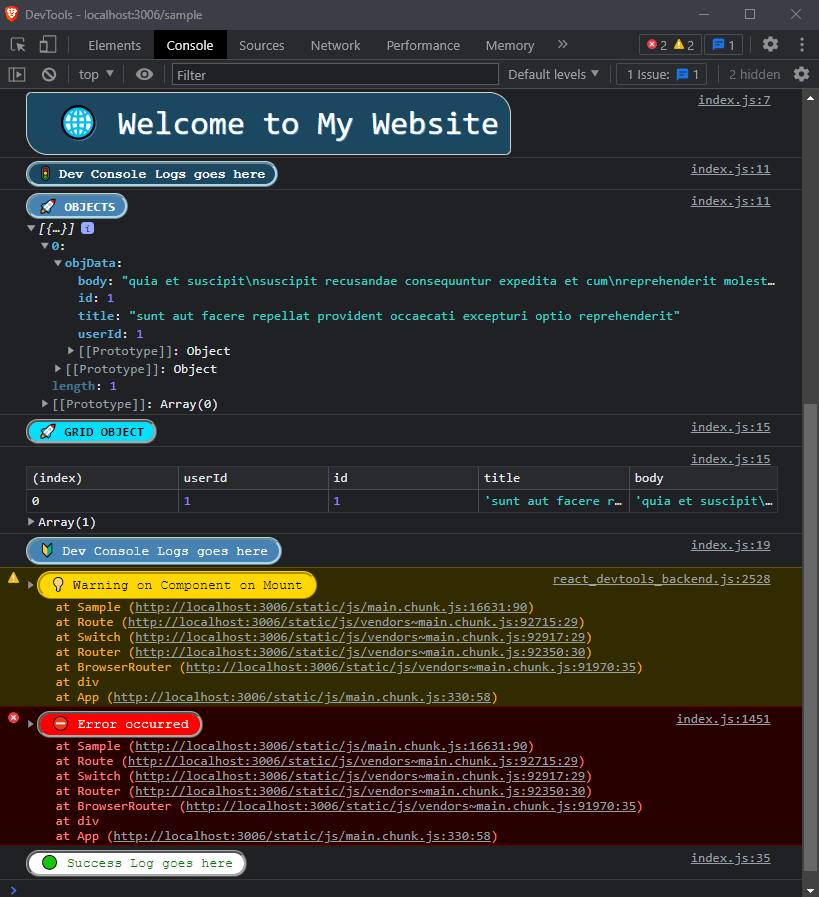 DevTools - localhost:3006/sample
Elements Console Sources Network Performance Memory » 2 2 1
top Filter Default levels 1 Issue: 1 2 hidden
Welcome to My Website index.js:7
Dev Console Logs goes here index.js:11
OBJECTS index.js:11
[{…}] i
0:
objData:
body: "quia et suscipit\nsuscipit recusandae consequuntur expedita et cum\nreprehenderit molest…
id: 1
title: "sunt aut facere repellat provident occaecati excepturi optio reprehenderit"
userId: 1
[[Prototype]]: Object
[[Prototype]]: Object
length: 1
[[Prototype]]: Array(0)
GRID OBJECT index.js:15
index.js:15
(index) userId id title body
0 1 1 'sunt aut facere r… 'quia et suscipit\…
Array(1)
Dev Console Logs goes here index.js:19
Warning on Component on Mount react_devtools_backend.js:2528
at Sample (http://localhost:3006/static/js/main.chunk.js:16631:90)
at Route (http://localhost:3006/static/js/vendors~main.chunk.js:92715:29)
at Switch (http://localhost:3006/static/js/vendors~main.chunk.js:92917:29)
at Router (http://localhost:3006/static/js/vendors~main.chunk.js:92350:30)
at BrowserRouter (http://localhost:3006/static/js/vendors~main.chunk.js:91970:35)
at div
at App (http://localhost:3006/static/js/main.chunk.js:330:58)
Error occurred index.js:1451
at Sample (http://localhost:3006/static/js/main.chunk.js:16631:90)
at Route (http://localhost:3006/static/js/vendors~main.chunk.js:92715:29)
at Switch (http://localhost:3006/static/js/vendors~main.chunk.js:92917:29)
at Router (http://localhost:3006/static/js/vendors~main.chunk.js:92350:30)
at BrowserRouter (http://localhost:3006/static/js/vendors~main.chunk.js:91970:35)
at div
at App (http://localhost:3006/static/js/main.chunk.js:330:58)
Success Log goes here index.js:35